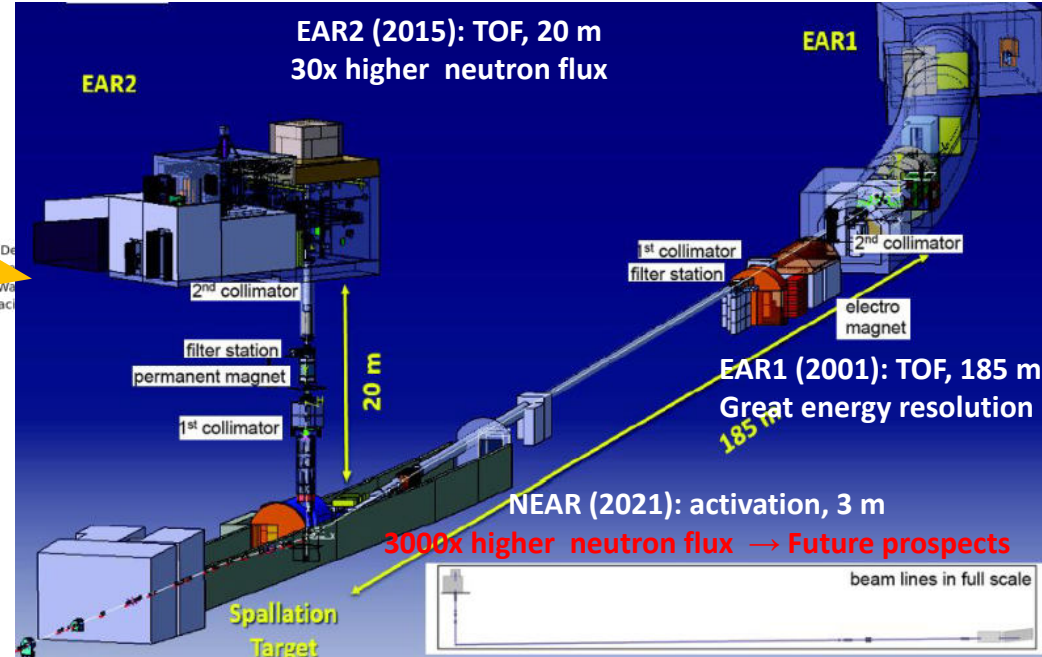 EAR2 (2015): TOF, 20 m
30x higher neutron flux
EAR2
EAR1
2nd collimator
filter station
permanent magnet
1st collimator
20 m
1st collimator
filter station
2nd collimator
electro
magnet
EAR1 (2001): TOF, 185 m
Great energy resolution
185 m
NEAR (2021): activation, 3 m
3000x higher neutron flux → Future prospects
beam lines in full scale
Spallation
Target